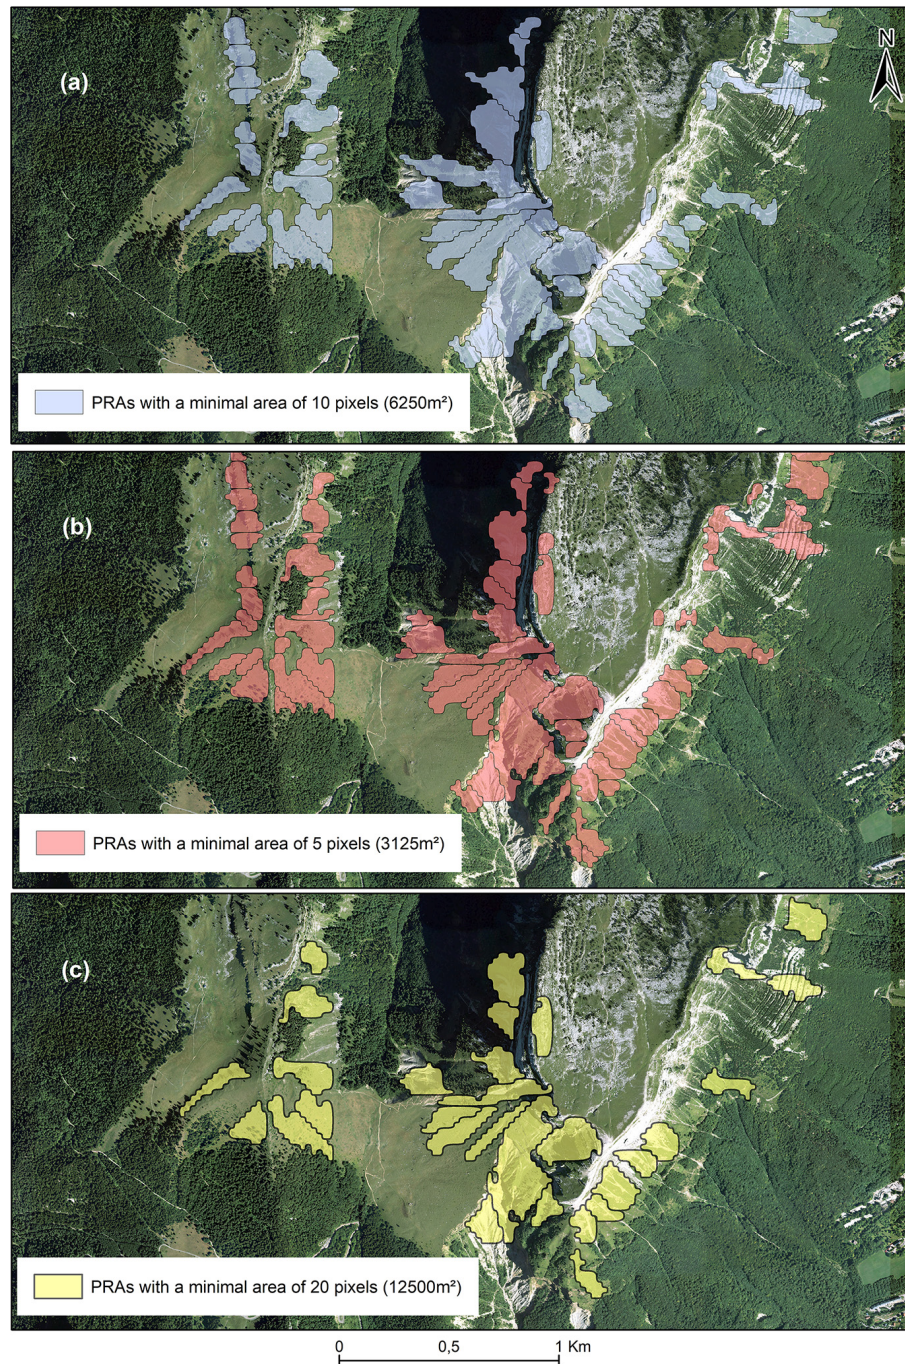 N
(a)
PRAs with a minimal area of 10 pixels (6250m²)
(b)
PRAs with a minimal area of 5 pixels (3125m²)
(c)
PRAs with a minimal area of 20 pixels (12500m²)
0 0,5 1 Km